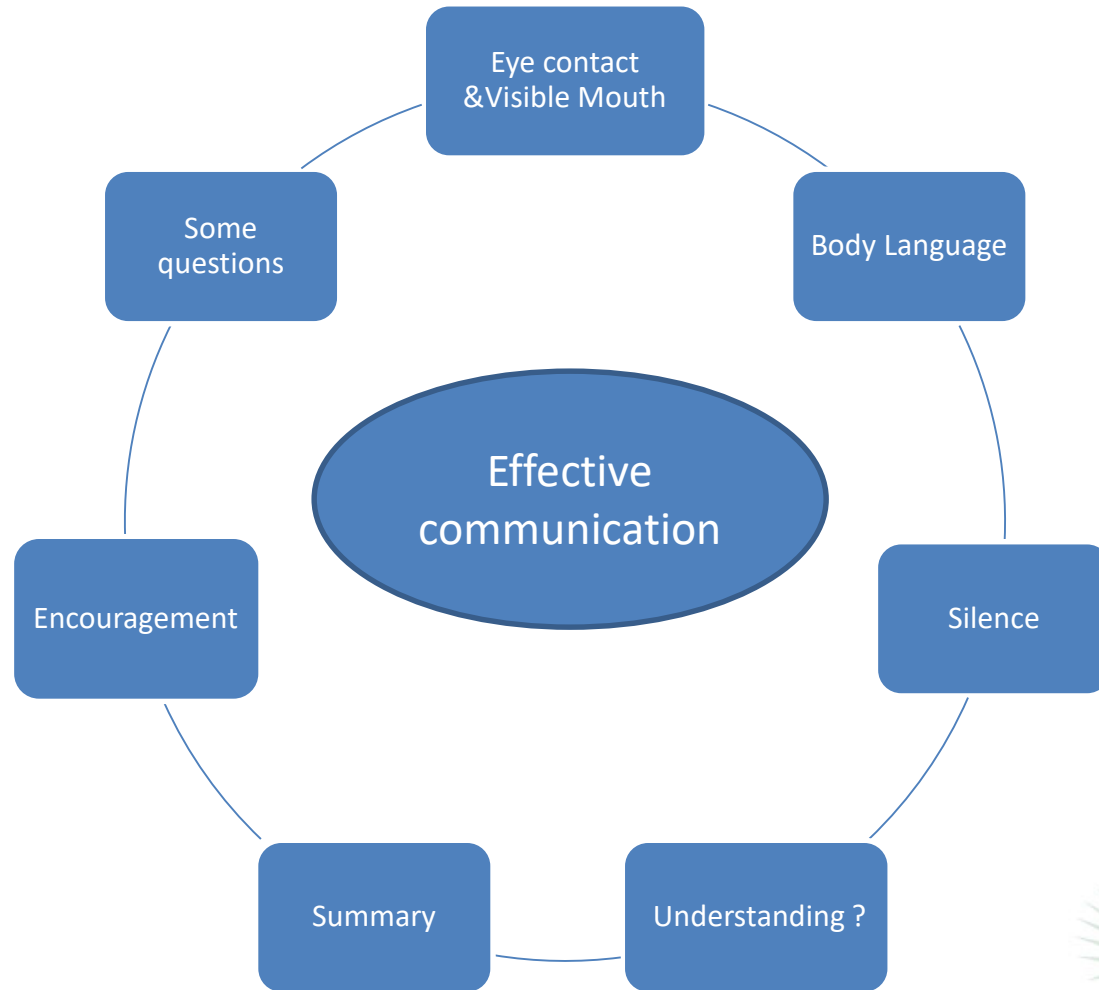 Eye contact
&Visible Mouth
Some
questions
Body Language
Effective
communication
Encouragement
Silence
Summary
Understanding ?